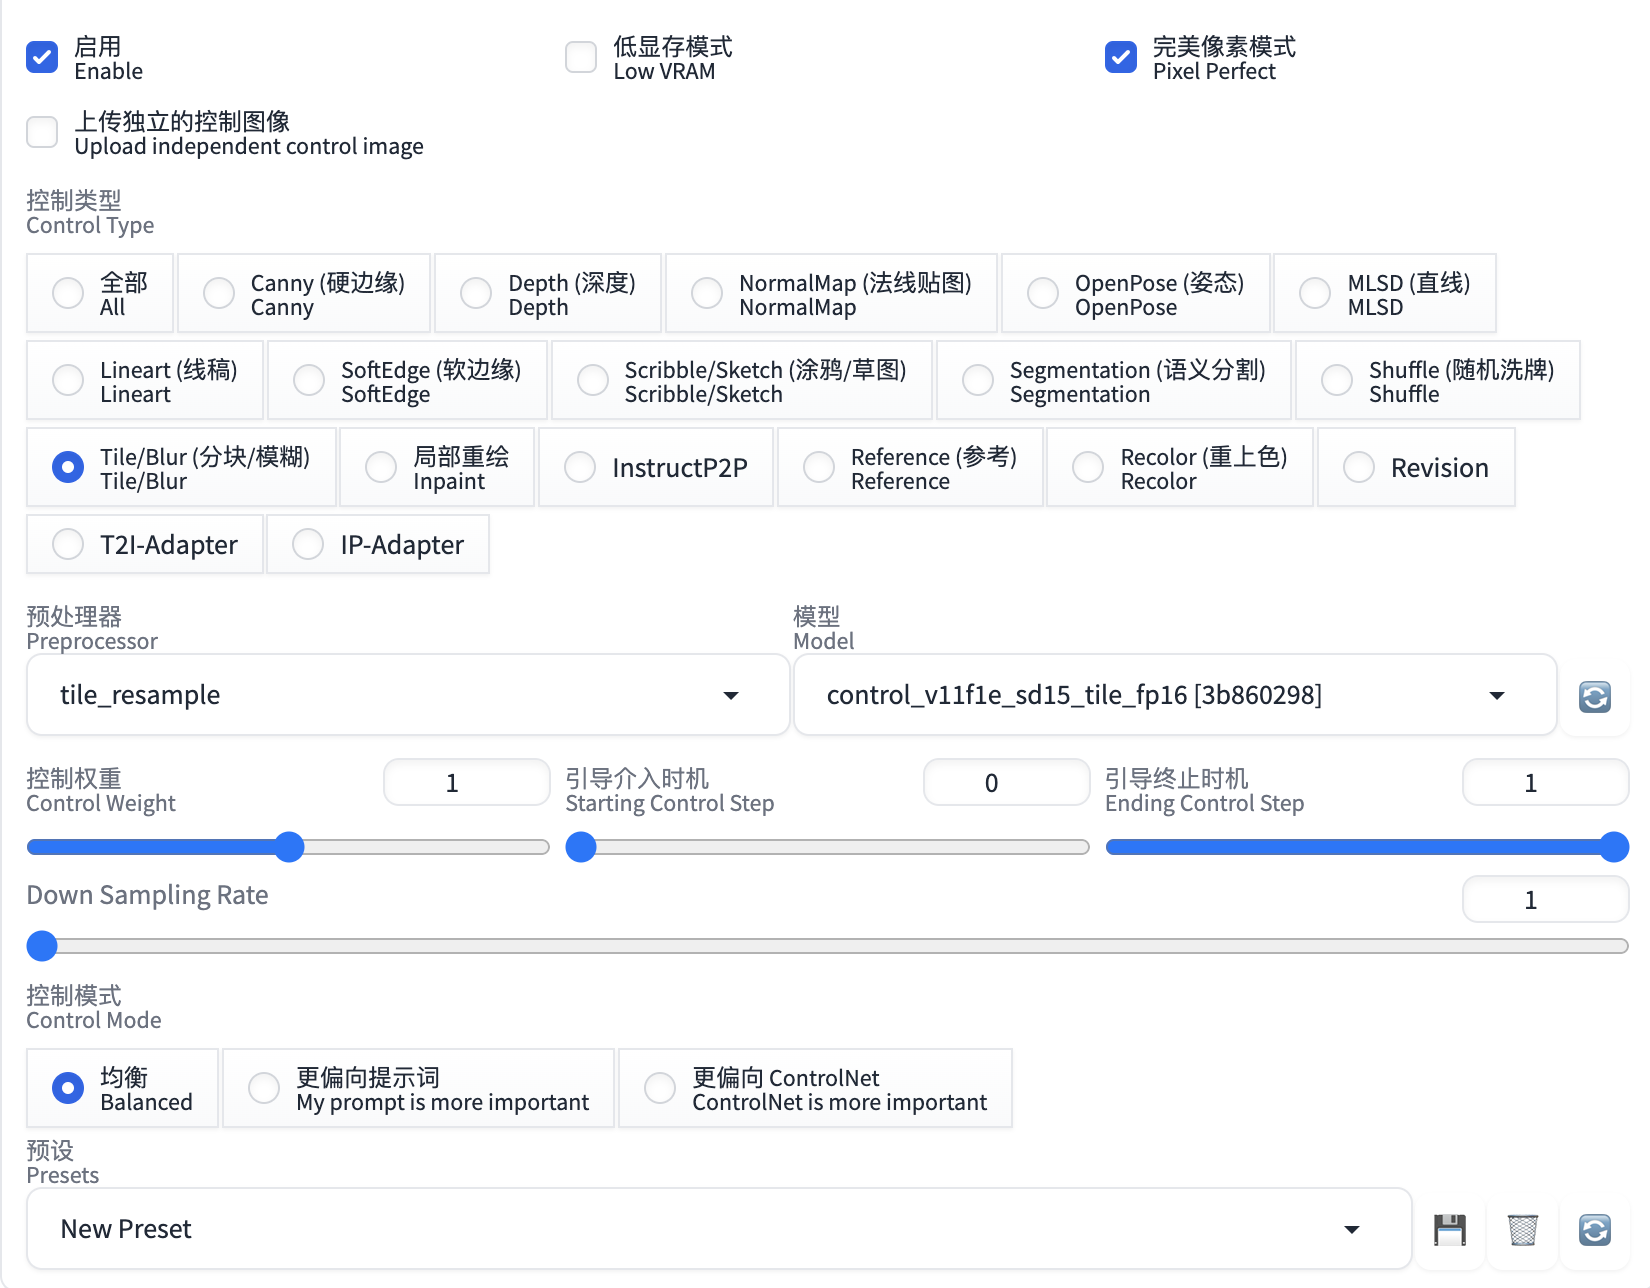 启用
Enable
低显存模式
Low VRAM
完美像素模式
Pixel Perfect
上传独立的控制图像
Upload independent control image
控制类型
Control Type
全部
All
Canny (硬边缘)
Canny
Depth (深度)
Depth
NormalMap (法线贴图)
NormalMap
OpenPose (姿态)
OpenPose
MLSD (直线)
MLSD
Lineart (线稿)
Lineart
SoftEdge (软边缘)
SoftEdge
Scribble/Sketch (涂鸦/草图)
Scribble/Sketch
Segmentation (语义分割)
Segmentation
Shuffle (随机洗牌)
Shuffle
Tile/Blur (分块/模糊)
Tile/Blur
局部重绘
Inpaint
InstructP2P
Reference (参考)
Reference
Recolor (重上色)
Recolor
Revision
T2I-Adapter
IP-Adapter
预处理器
Preprocessor
tile_resample
模型
Model
control_v11f1e_sd15_tile_fp16 [3b860298]
控制权重
Control Weight
1
引导介入时机
Starting Control Step
0
引导终止时机
Ending Control Step
1
Down Sampling Rate
1
控制模式
Control Mode
均衡
Balanced
更偏向提示词
My prompt is more important
更偏向 ControlNet
ControlNet is more important
预设
Presets
New Preset